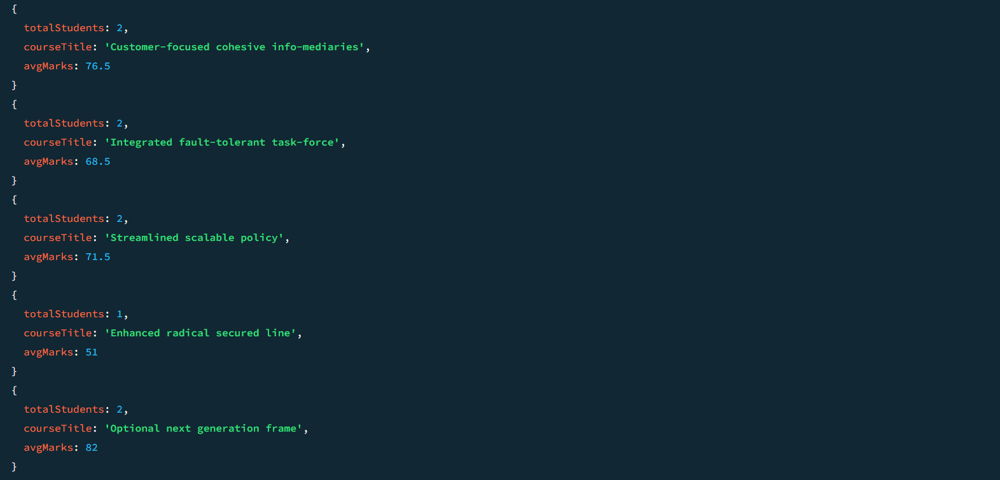 {
  totalStudents: 2,
  courseTitle: 'Customer-focused cohesive info-mediaries',
  avgMarks: 76.5
}
{
  totalStudents: 2,
  courseTitle: 'Integrated fault-tolerant task-force',
  avgMarks: 68.5
}
{
  totalStudents: 2,
  courseTitle: 'Streamlined scalable policy',
  avgMarks: 71.5
}
{
  totalStudents: 1,
  courseTitle: 'Enhanced radical secured line',
  avgMarks: 51
}
{
  totalStudents: 2,
  courseTitle: 'Optional next generation frame',
  avgMarks: 82
}